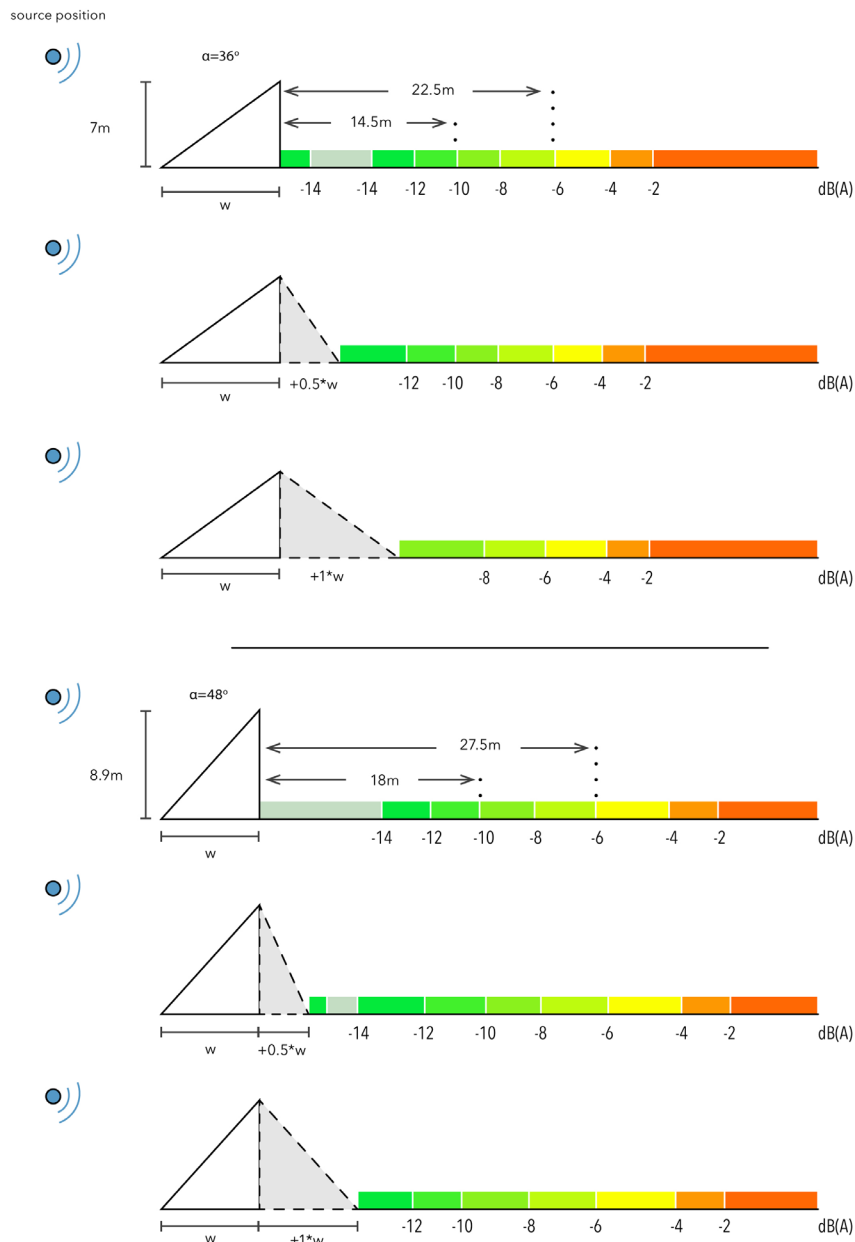 source position
α=36º
22.5m
7m
14.5m
-14 -14 -12 -10 -8 -6 -4 -2 dB(A)
w
-12 -10 -8 -6 -4 -2 dB(A)
w +0.5*w
-8 -6 -4 -2 dB(A)
w +1*w
α=48º
27.5m
8.9m
18m
-14 -12 -10 -8 -6 -4 -2 dB(A)
w
-14 -12 -10 -8 -6 -4 -2 dB(A)
w +0.5*w
-12 -10 -8 -6 -4 -2 dB(A)
w +1*w